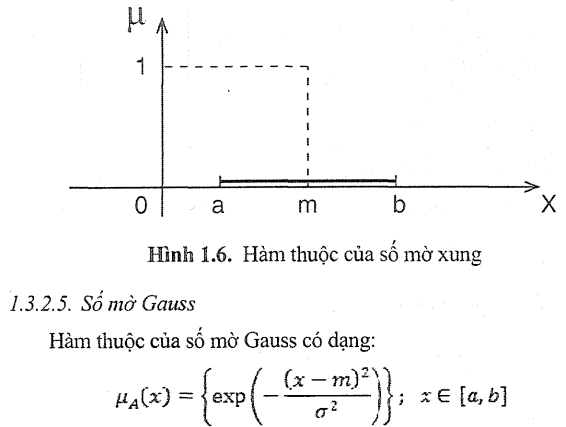 μ
1
0 a m b X
Hình 1.6. Hàm thuộc của số mờ xung
1.3.2.5. Số mờ Gauss
Hàm thuộc của số mờ Gauss có dạng:
μ_A(x) = {exp(−(x − m)²/σ²)}; x ∈ [a, b]